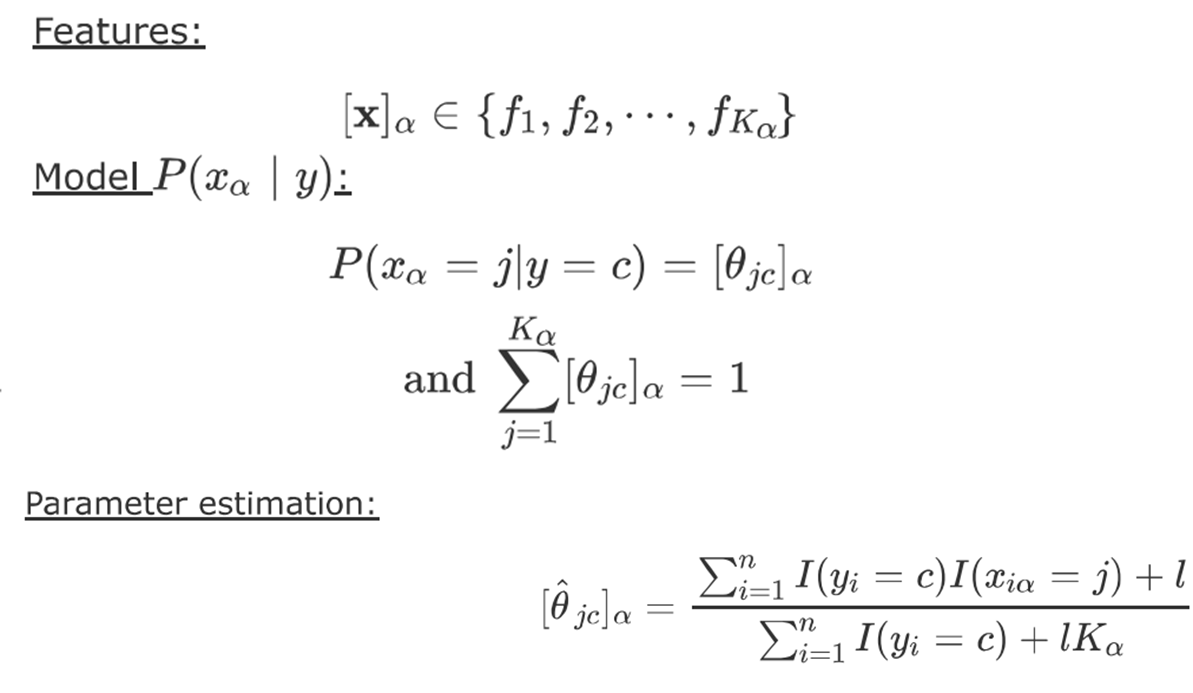 Features:
[x]_α ∈ {f_1, f_2, ⋯, f_{K_α}}
Model P(x_α | y):
P(x_α = j|y = c) = [θ_{jc}]_α
and ∑_{j=1}^{K_α} [θ_{jc}]_α = 1
Parameter estimation:
[θ̂_{jc}]_α = \frac{∑_{i=1}^{n} I(y_i = c)I(x_{iα} = j) + l}{∑_{i=1}^{n} I(y_i = c) + lK_α}